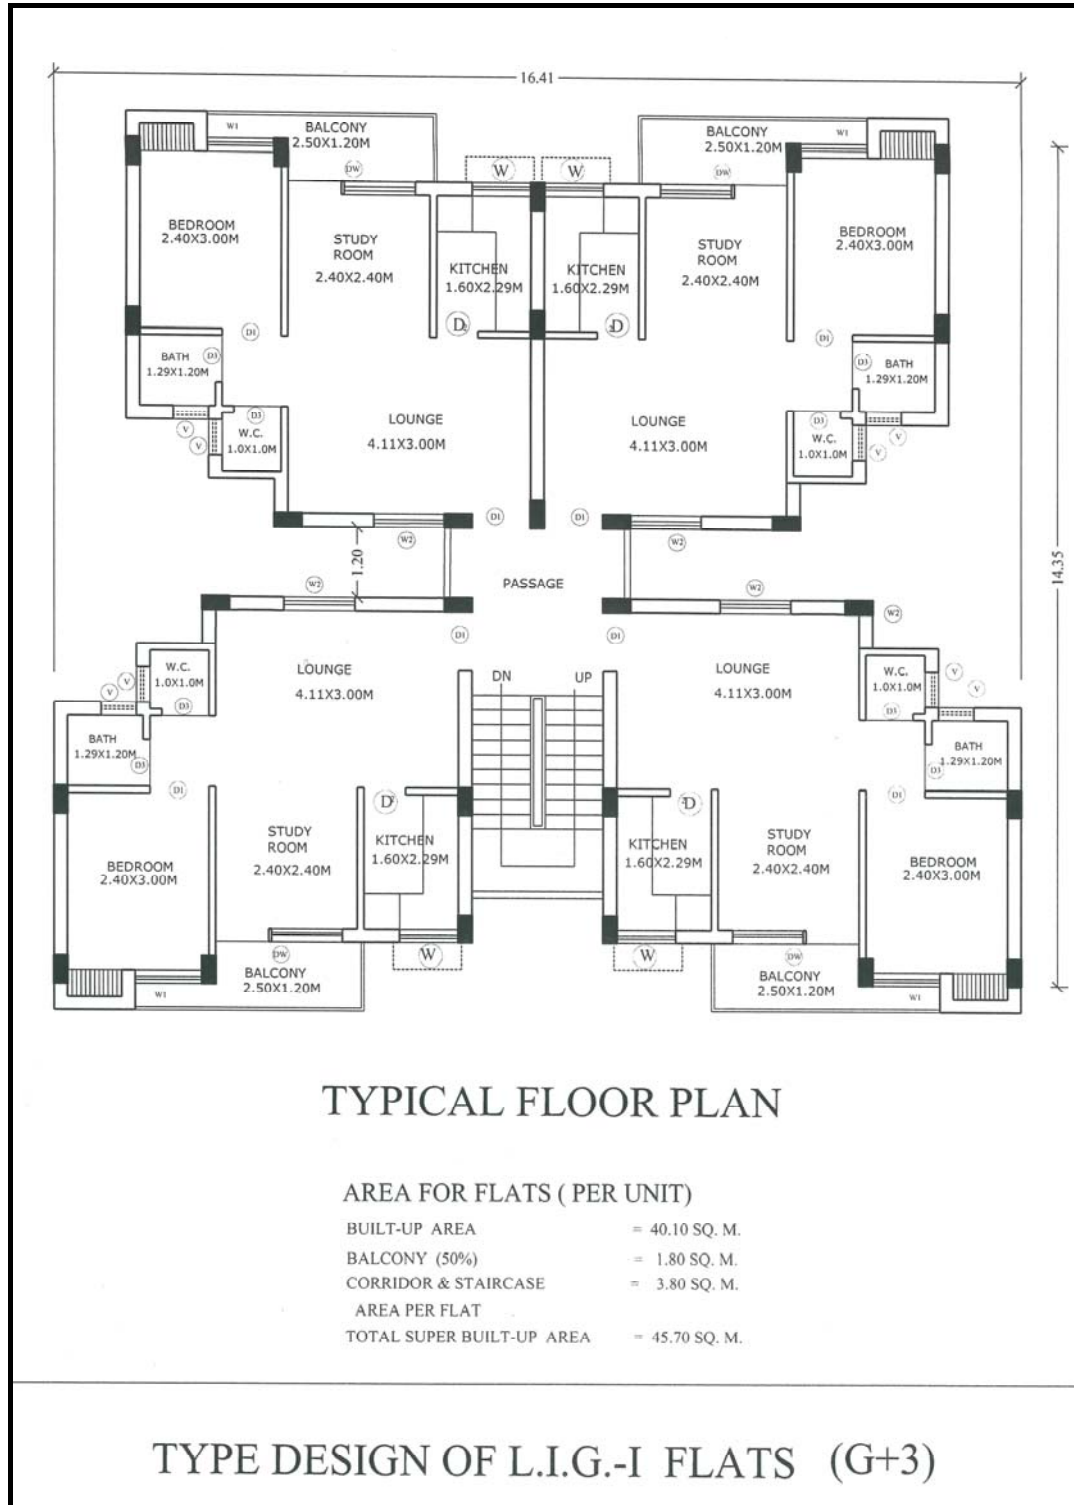 16.41
W1
BALCONY
2.50X1.20M
DW
W
W
BALCONY
2.50X1.20M
DW
W1
14.35
BEDROOM
2.40X3.00M
STUDY
ROOM
2.40X2.40M
KITCHEN
1.60X2.29M
D2
KITCHEN
1.60X2.29M
2D
STUDY
ROOM
2.40X2.40M
BEDROOM
2.40X3.00M
D1
D1
BATH
1.29X1.20M
D3
D3
BATH
1.29X1.20M
V
V
D3
W.C.
1.0X1.0M
LOUNGE
4.11X3.00M
LOUNGE
4.11X3.00M
D3
W.C.
1.0X1.0M
V
V
D1
D1
W2
W2
1.20
PASSAGE
W2
W2
W2
D1
D1
W.C.
1.0X1.0M
D3
V
V
LOUNGE
4.11X3.00M
DN
UP
LOUNGE
4.11X3.00M
W.C.
1.0X1.0M
D3
V
V
BATH
1.29X1.20M
D3
D1
BATH
1.29X1.20M
D3
D1
BEDROOM
2.40X3.00M
STUDY
ROOM
2.40X2.40M
D2
KITCHEN
1.60X2.29M
2D
KITCHEN
1.60X2.29M
STUDY
ROOM
2.40X2.40M
BEDROOM
2.40X3.00M
W1
DW
BALCONY
2.50X1.20M
W
W
DW
BALCONY
2.50X1.20M
W1
TYPICAL FLOOR PLAN
AREA FOR FLATS ( PER UNIT)
BUILT-UP AREA = 40.10 SQ. M.
BALCONY (50%) = 1.80 SQ. M.
CORRIDOR & STAIRCASE = 3.80 SQ. M.
AREA PER FLAT
TOTAL SUPER BUILT-UP AREA = 45.70 SQ. M.
TYPE DESIGN OF L.I.G.-I FLATS (G+3)